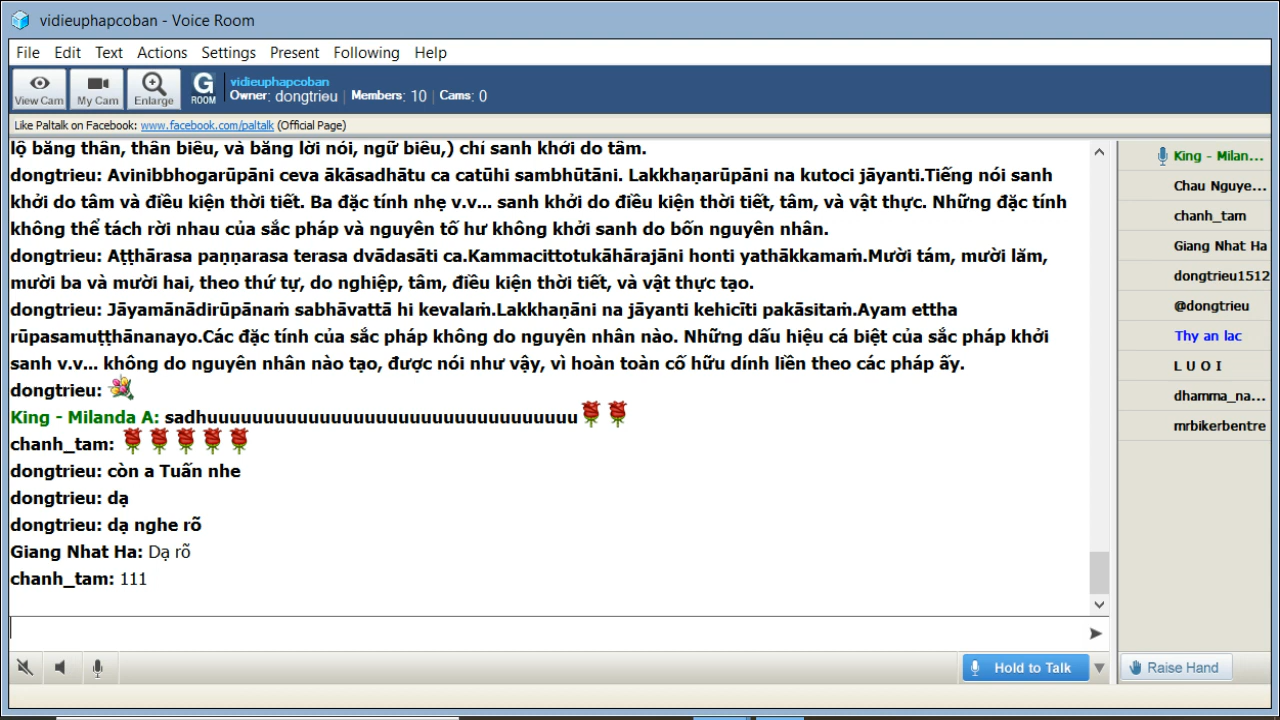 vidieuphapcoban - Voice Room
File Edit Text Actions Settings Present Following Help
View Cam My Cam Enlarge G ROOM
vidieuphapcoban
Owner: dongtrieu | Members: 10 | Cams: 0
Like Paltalk on Facebook: www.facebook.com/paltalk (Official Page)
lộ bằng thân, thân biểu, và bằng lời nói, ngữ biểu,) chỉ sanh khởi do tâm.
dongtrieu: Avinibbhogarūpāni ceva ākāsadhātu ca catūhi sambhūtāni. Lakkhaṇarūpāni na kutoci jāyanti.Tiếng nói sanh
khởi do tâm và điều kiện thời tiết. Ba đặc tính nhẹ v.v... sanh khởi do điều kiện thời tiết, tâm, và vật thực. Những đặc tính
không thể tách rời nhau của sắc pháp và nguyên tố hư không khởi sanh do bốn nguyên nhân.
dongtrieu: Aṭṭhārasa paṇṇarasa terasa dvādasāti ca.Kammacittotukāhārajāni honti yathākkamaṁ.Mười tám, mười lăm,
mười ba và mười hai, theo thứ tự, do nghiệp, tâm, điều kiện thời tiết, và vật thực tạo.
dongtrieu: Jāyamānādirūpānaṁ sabhāvattā hi kevalaṁ.Lakkhaṇāni na jāyanti kehicīti pakāsitaṁ.Ayam ettha
rūpasamuṭṭhānanayo.Các đặc tính của sắc pháp không do nguyên nhân nào. Những dấu hiệu cá biệt của sắc pháp khởi
sanh v.v... không do nguyên nhân nào tạo, được nói như vậy, vì hoàn toàn cố hữu dính liền theo các pháp ấy.
dongtrieu:
King - Milanda A: sadhuuuuuuuuuuuuuuuuuuuuuuuuuuuuuuuuu
chanh_tam:
dongtrieu: còn a Tuấn nhe
dongtrieu: dạ
dongtrieu: dạ nghe rõ
Giang Nhat Ha: Dạ rõ
chanh_tam: 111
King - Milan...
Chau Nguye...
chanh_tam
Giang Nhat Ha
dongtrieu1512
@dongtrieu
Thy an lac
L U O I
dhamma_na...
mrbikerbentre
Hold to Talk
Raise Hand